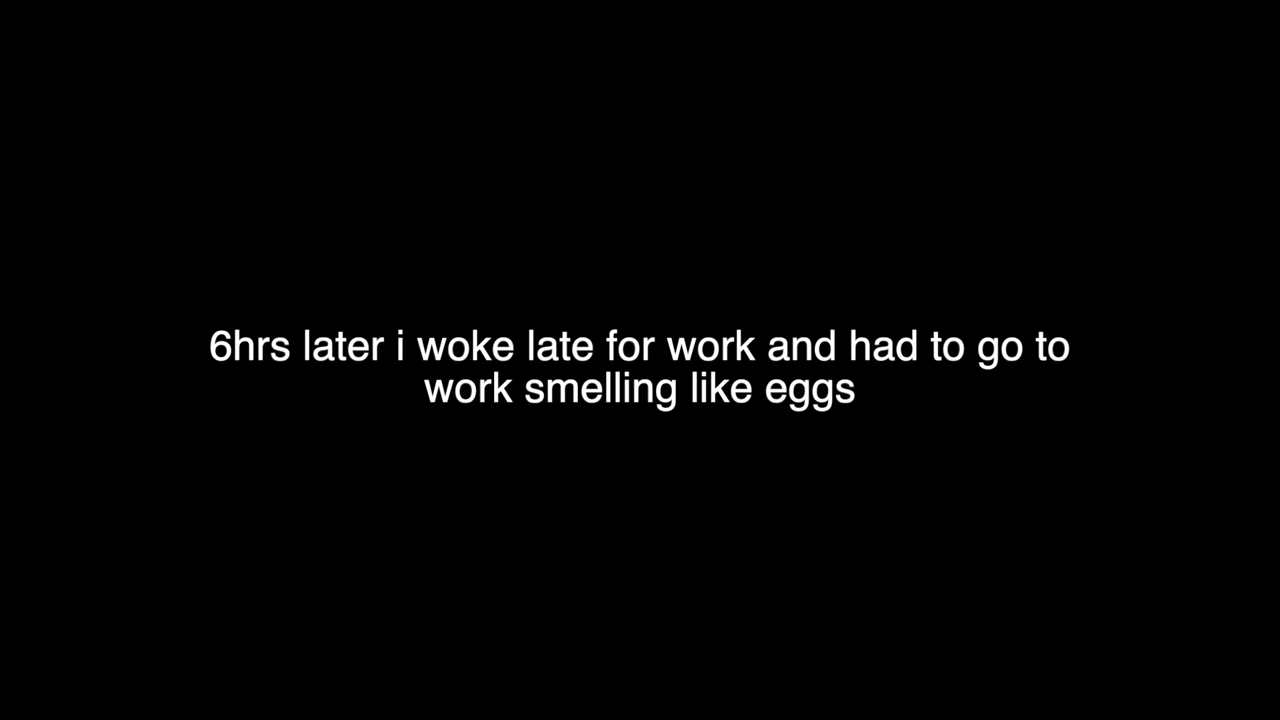 6hrs later i woke late for work and had to go to
work smelling like eggs